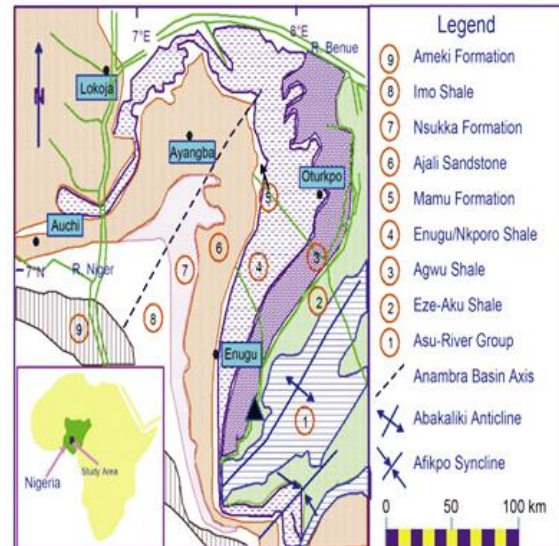 7°E
8°E
R. Benue
Lokoja
N
Ayangba
Oturkpo
5
Auchi
6
7°N
R. Niger
7
4
3
2
8
9
Enugu
1
Nigeria
Study Area
Legend
9 Ameki Formation
8 Imo Shale
7 Nsukka Formation
6 Ajali Sandstone
5 Mamu Formation
4 Enugu/Nkporo Shale
3 Agwu Shale
2 Eze-Aku Shale
1 Asu-River Group
Anambra Basin Axis
Abakaliki Anticline
Afikpo Syncline
0 50 100 km